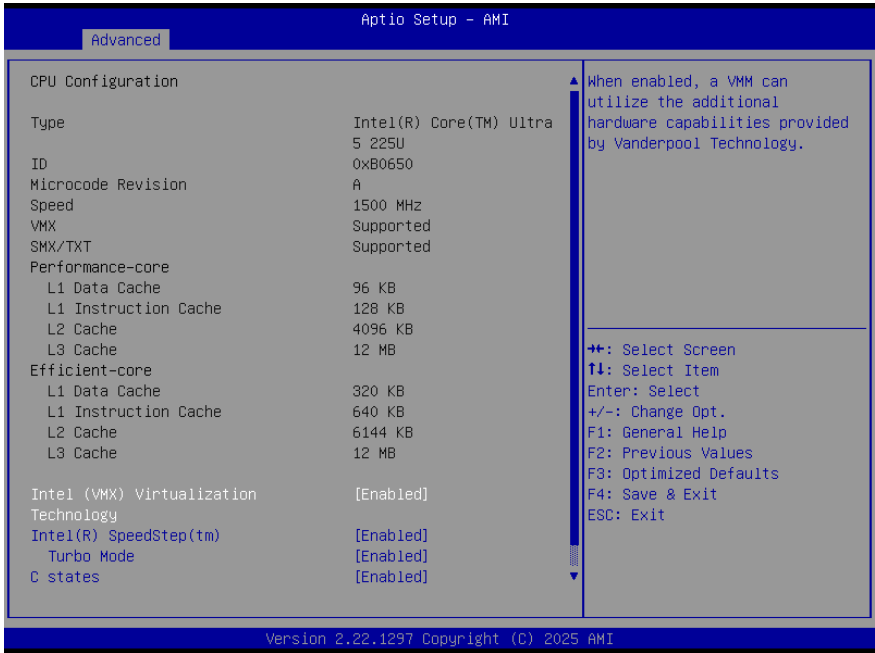 Aptio Setup – AMI
Advanced
CPU Configuration
Type Intel(R) Core(TM) Ultra
5 225U
ID 0xB0650
Microcode Revision A
Speed 1500 MHz
VMX Supported
SMX/TXT Supported
Performance-core
L1 Data Cache 96 KB
L1 Instruction Cache 128 KB
L2 Cache 4096 KB
L3 Cache 12 MB
Efficient-core
L1 Data Cache 320 KB
L1 Instruction Cache 640 KB
L2 Cache 6144 KB
L3 Cache 12 MB
Intel (VMX) Virtualization [Enabled]
Technology
Intel(R) SpeedStep(tm) [Enabled]
Turbo Mode [Enabled]
C states [Enabled]
When enabled, a VMM can
utilize the additional
hardware capabilities provided
by Vanderpool Technology.
→←: Select Screen
↑↓: Select Item
Enter: Select
+/-: Change Opt.
F1: General Help
F2: Previous Values
F3: Optimized Defaults
F4: Save & Exit
ESC: Exit
Version 2.22.1297 Copyright (C) 2025 AMI